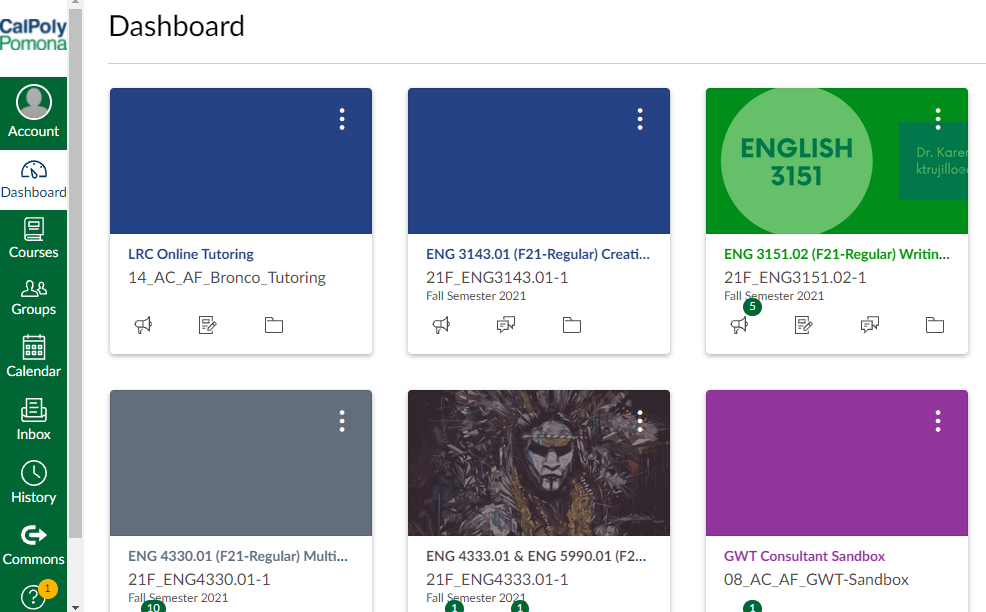 CalPoly
Pomona
Account
Dashboard
Courses
Groups
Calendar
Inbox
History
Commons
1
Dashboard
LRC Online Tutoring
14_AC_AF_Bronco_Tutoring
ENG 3143.01 (F21-Regular) Creati...
21F_ENG3143.01-1
Fall Semester 2021
ENGLISH
3151
Dr. Karen
ktrujillo@
ENG 3151.02 (F21-Regular) Writin...
21F_ENG3151.02-1
Fall Semester 2021
5
ENG 4330.01 (F21-Regular) Multi...
21F_ENG4330.01-1
Fall Semester 2021
10
ENG 4333.01 & ENG 5990.01 (F2...
21F_ENG4333.01-1
Fall Semester 2021
1 1
GWT Consultant Sandbox
08_AC_AF_GWT-Sandbox
1